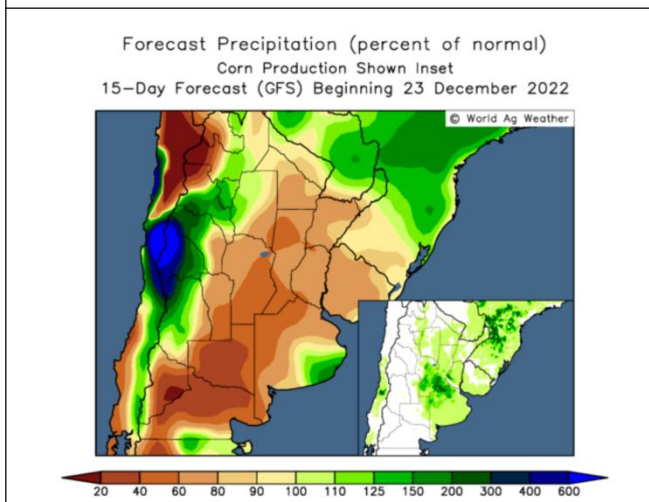 Forecast Precipitation (percent of normal)
Corn Production Shown Inset
15-Day Forecast (GFS) Beginning 23 December 2022
© World Ag Weather
20 40 60 80 90 100 110 125 150 200 300 400 600